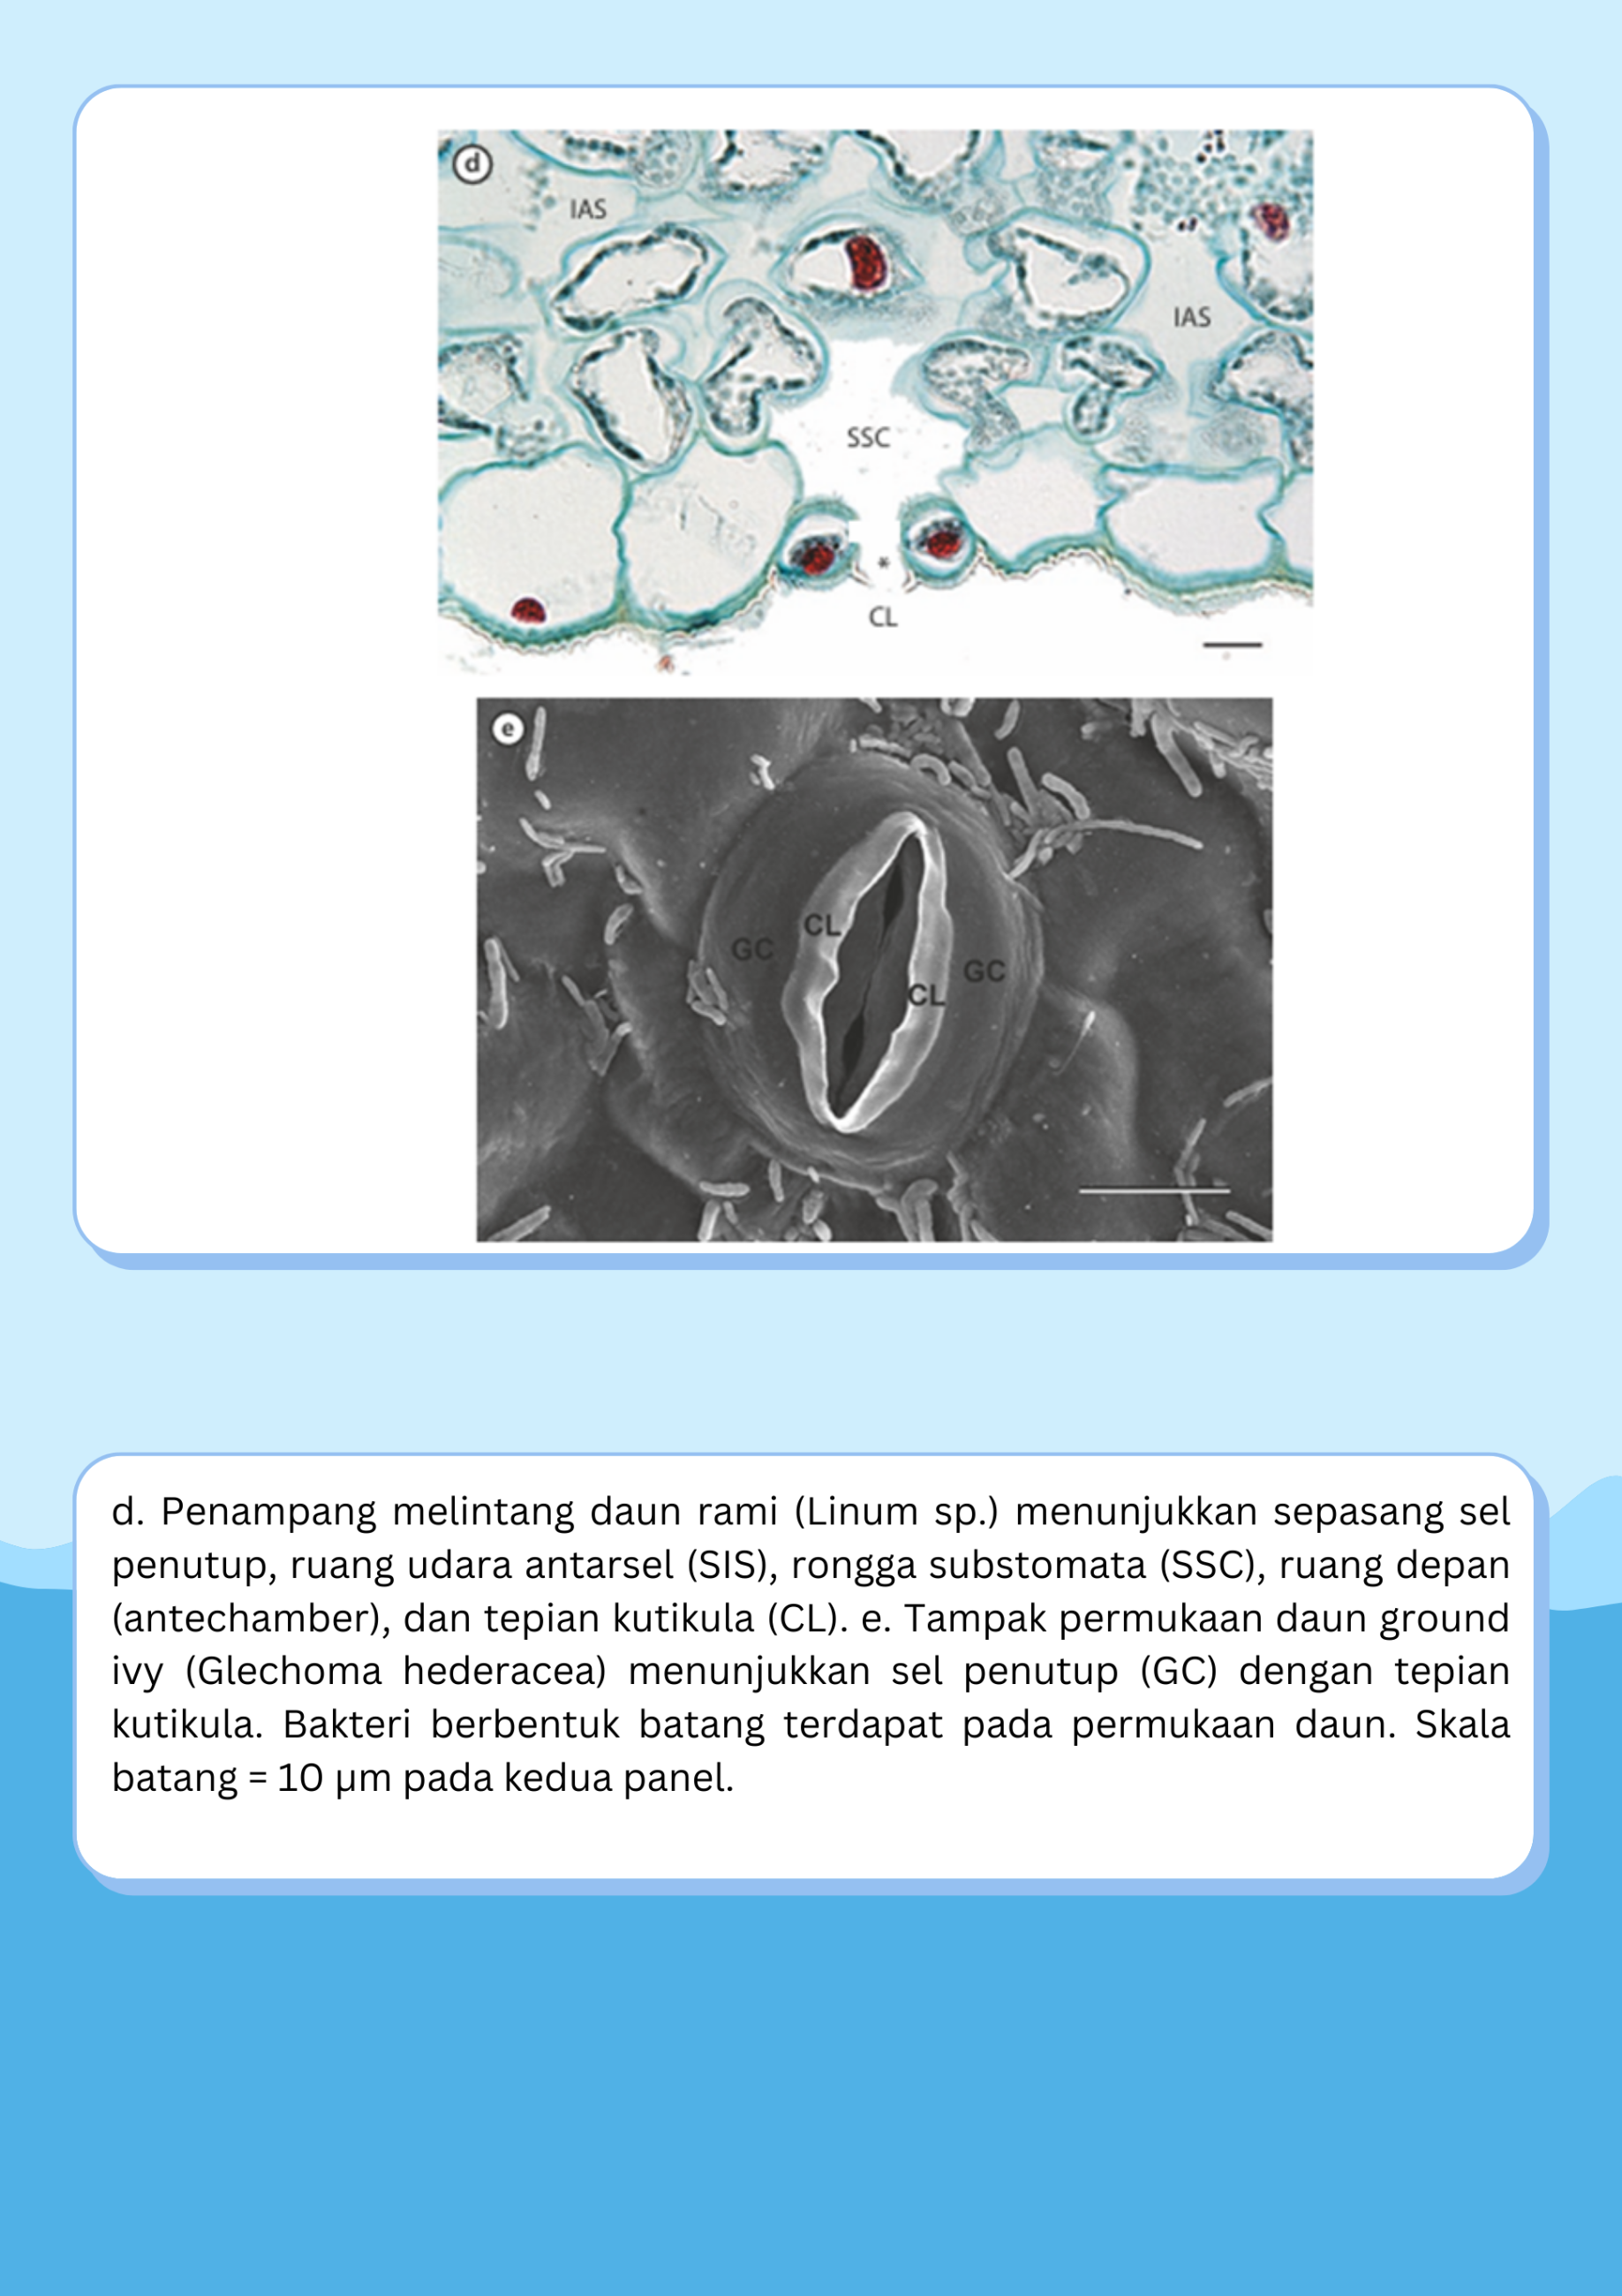 d
IAS
IAS
SSC
*
CL
e
CL
GC
GC
CL
d. Penampang melintang daun rami (Linum sp.) menunjukkan sepasang sel
penutup, ruang udara antarsel (SIS), rongga substomata (SSC), ruang depan
(antechamber), dan tepian kutikula (CL). e. Tampak permukaan daun ground
ivy (Glechoma hederacea) menunjukkan sel penutup (GC) dengan tepian
kutikula. Bakteri berbentuk batang terdapat pada permukaan daun. Skala
batang = 10 µm pada kedua panel.